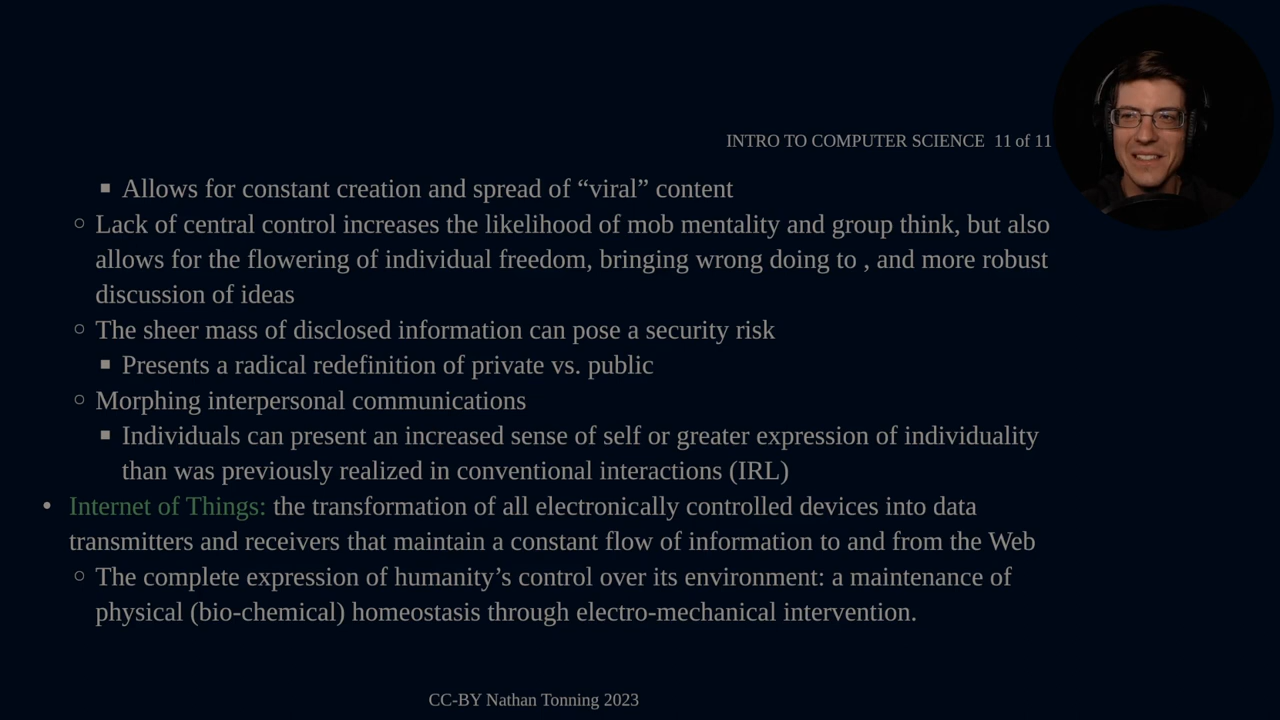 INTRO TO COMPUTER SCIENCE 11 of 11
▪ Allows for constant creation and spread of “viral” content
○ Lack of central control increases the likelihood of mob mentality and group think, but also
allows for the flowering of individual freedom, bringing wrong doing to , and more robust
discussion of ideas
○ The sheer mass of disclosed information can pose a security risk
▪ Presents a radical redefinition of private vs. public
○ Morphing interpersonal communications
▪ Individuals can present an increased sense of self or greater expression of individuality
than was previously realized in conventional interactions (IRL)
• Internet of Things: the transformation of all electronically controlled devices into data
transmitters and receivers that maintain a constant flow of information to and from the Web
○ The complete expression of humanity’s control over its environment: a maintenance of
physical (bio-chemical) homeostasis through electro-mechanical intervention.
CC-BY Nathan Tonning 2023